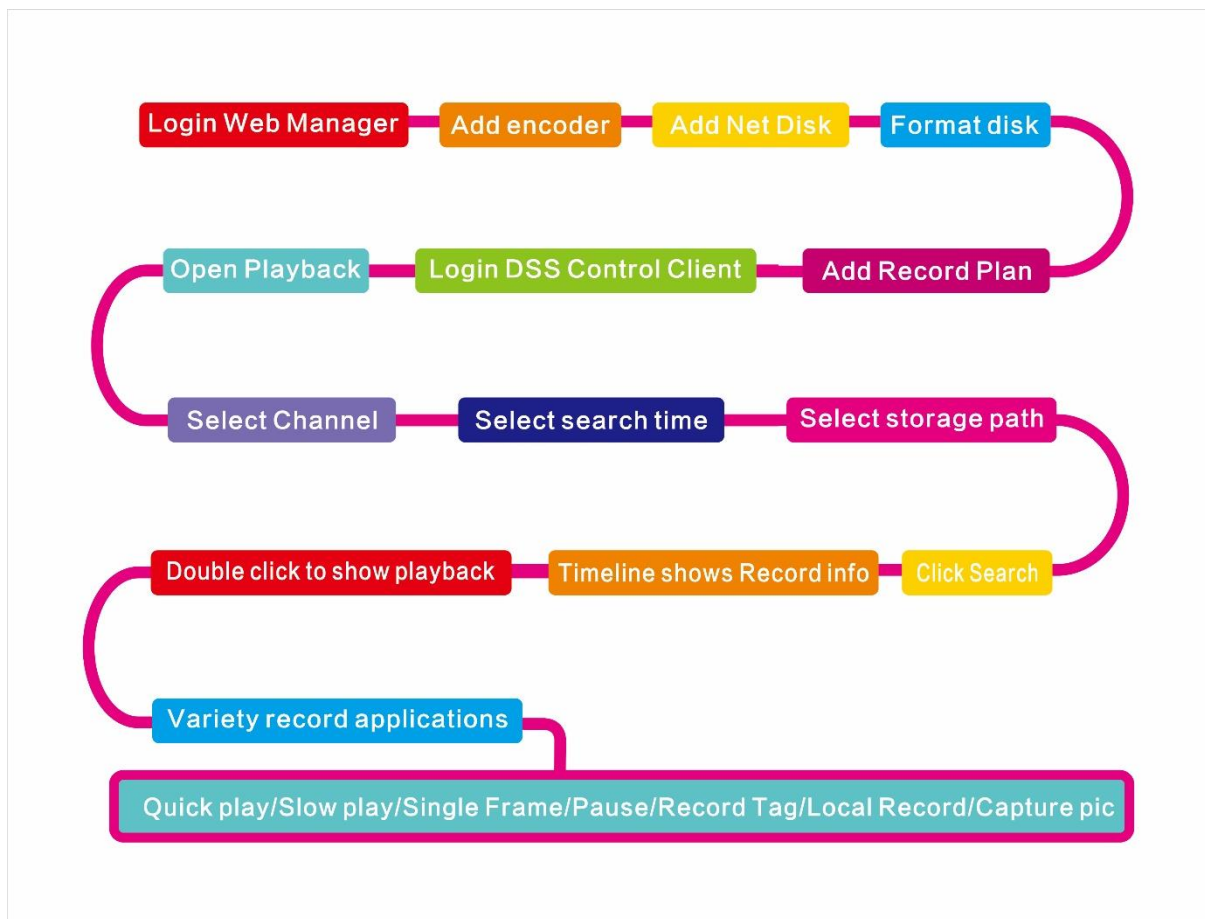 Login Web Manager
Add encoder
Add Net Disk
Format disk
Open Playback
Login DSS Control Client
Add Record Plan
Select Channel
Select search time
Select storage path
Double click to show playback
Timeline shows Record info
Click Search
Variety record applications
Quick play/Slow play/Single Frame/Pause/Record Tag/Local Record/Capture pic